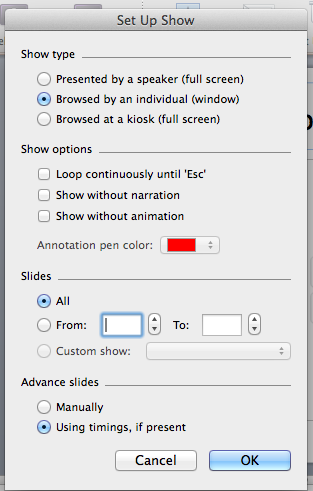 Set Up Show
Show type
Presented by a speaker (full screen)
Browsed by an individual (window)
Browsed at a kiosk (full screen)
Show options
Loop continuously until 'Esc'
Show without narration
Show without animation
Annotation pen color:
Slides
All
From: To:
Custom show:
Advance slides
Manually
Using timings, if present
Cancel OK